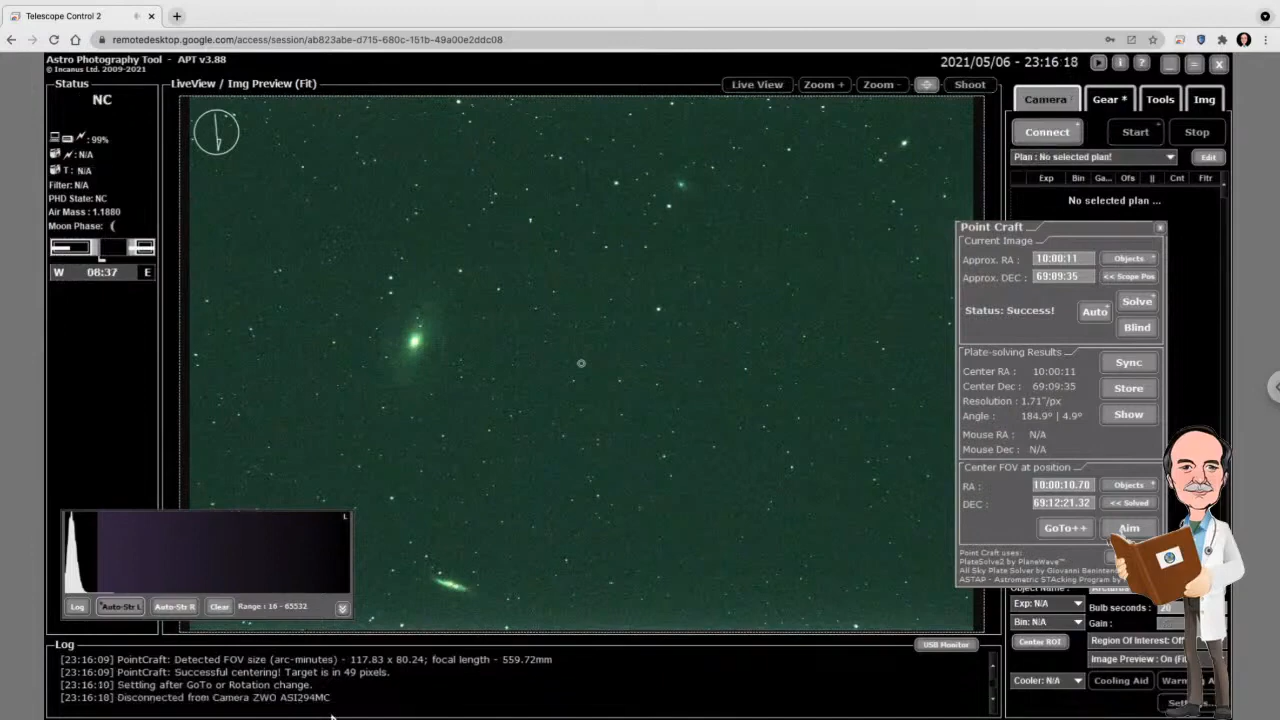 Telescope Control 2
remotedesktop.google.com/access/session/ab823abe-d715-680c-151b-49a00e2ddc08
Astro Photography Tool - APT v3.88
© Incanus Ltd. 2009-2021
2021/05/06 - 23:16:18
Status
NC
: 99%
: N/A
T : N/A
Filter: N/A
PHD State: NC
Air Mass : 1.1880
Moon Phase:
W 08:37 E
LiveView / Img Preview (Fit)
Live View
Zoom +
Zoom -
Shoot
Camera
Gear *
Tools
Img
Connect
Start
Stop
Plan : No selected plan!
Edit
Exp Bin Ga... Ofs || Cnt Fltr
No selected plan ...
Point Craft
Current Image
Approx. RA : 10:00:11 Objects
Approx. DEC : 69:09:35 << Scope Pos
Status: Success!
Auto
Solve
Blind
Plate-solving Results
Center RA : 10:00:11
Center Dec : 69:09:35
Resolution : 1.71"/px
Angle : 184.9º | 4.9º
Mouse RA : N/A
Mouse Dec : N/A
Sync
Store
Show
Center FOV at position
RA : 10:00:10.70 Objects
DEC : 69:12:21.32 << Solved
GoTo++
Aim
Point Craft uses:
PlateSolve2 by PlaneWave™
All Sky Plate Solver by Giovanni Benintend
ASTAP - Astrometric STAcking Program by
Exp: N/A
Bulb seconds : 20
Bin: N/A
Gain :
Center ROI
Region Of Interest: Off
Image Preview : On (Fi
Cooler: N/A
Cooling Aid
L
Log
Auto-Str L
Auto-Str R
Clear
Range : 16 - 65532
Log
USB Monitor
[23:16:09] PointCraft: Detected FOV size (arc-minutes) - 117.83 x 80.24; focal length - 559.72mm
[23:16:09] PointCraft: Successful centering! Target is in 49 pixels.
[23:16:10] Settling after GoTo or Rotation change.
[23:16:18] Disconnected from Camera ZWO ASI294MC